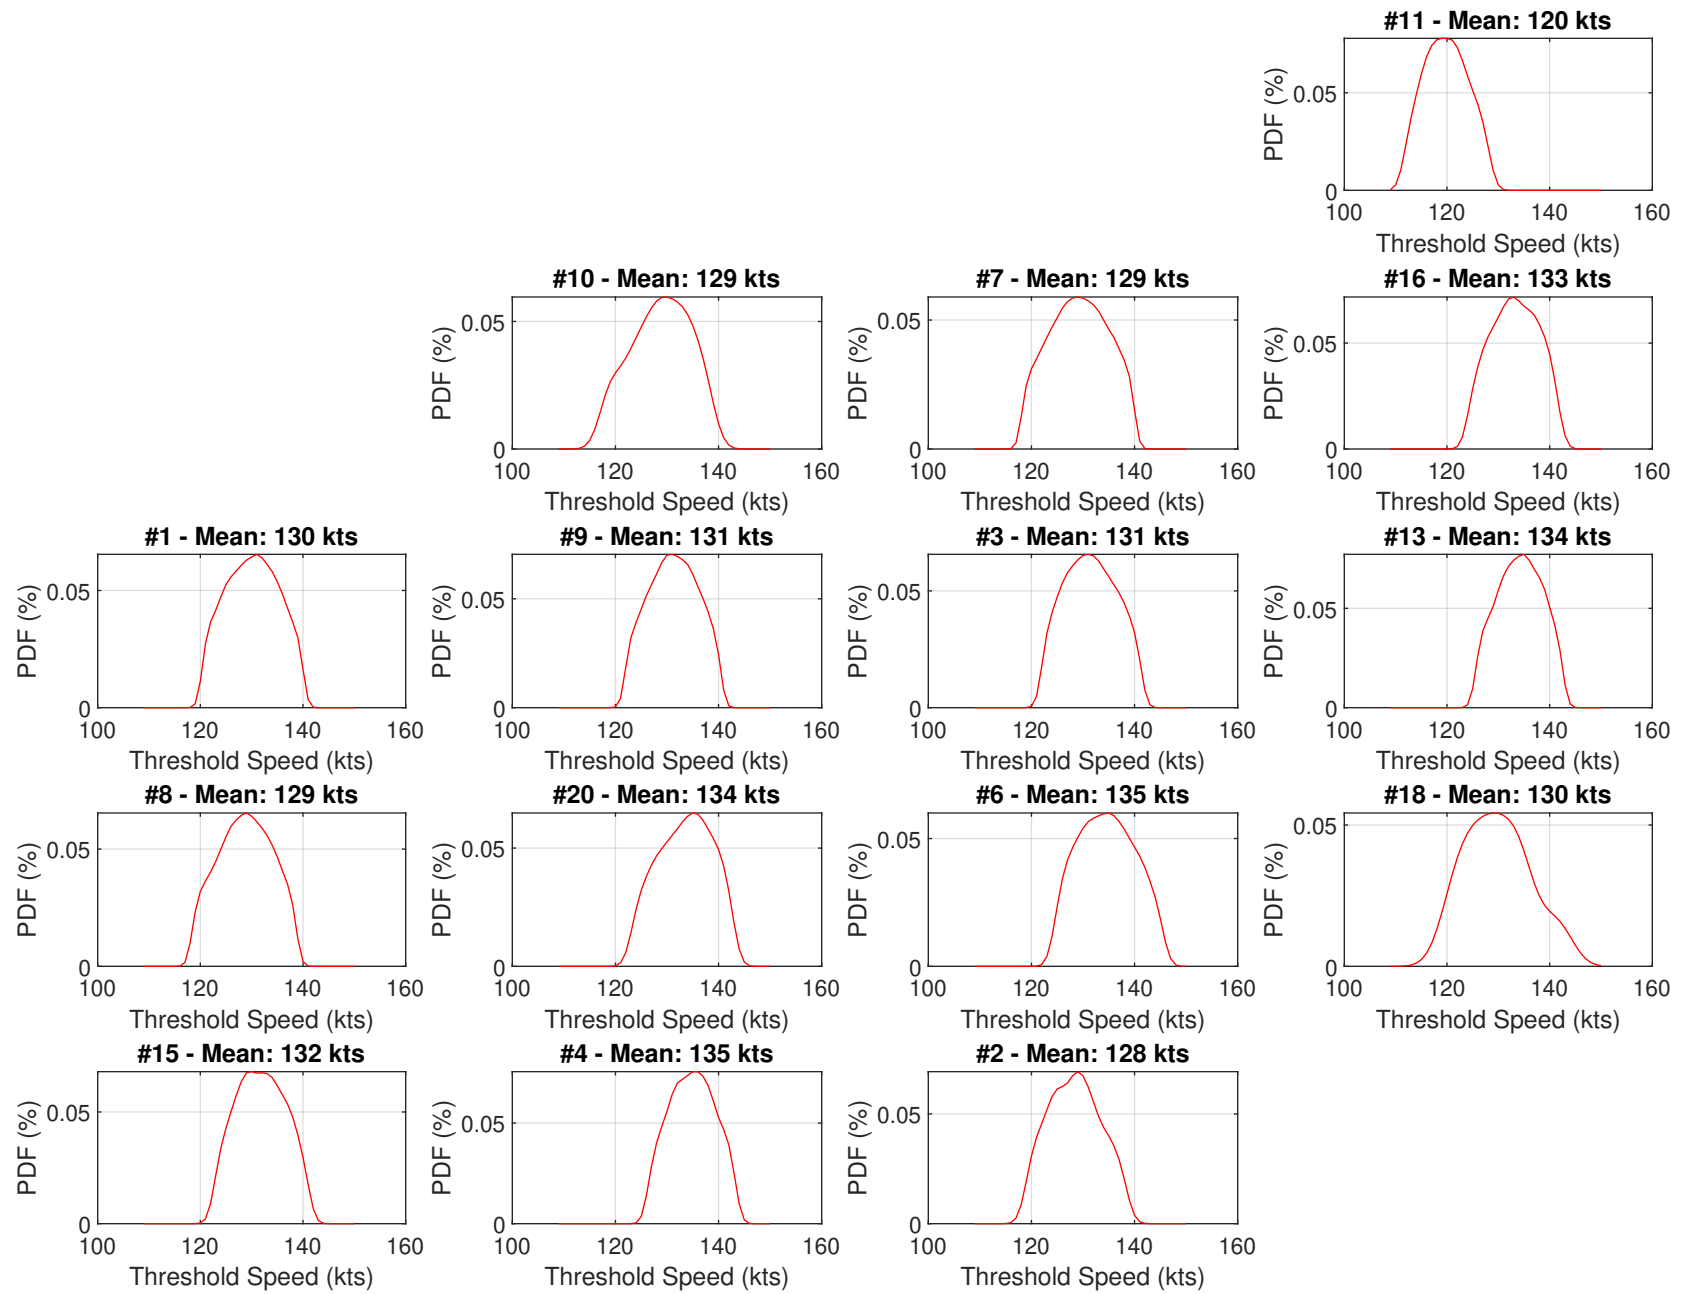 #11 - Mean: 120 kts
PDF (%)
0.05
0
100 120 140 160
Threshold Speed (kts)
#10 - Mean: 129 kts
PDF (%)
0.05
0
100 120 140 160
Threshold Speed (kts)
#7 - Mean: 129 kts
PDF (%)
0.05
0
100 120 140 160
Threshold Speed (kts)
#16 - Mean: 133 kts
PDF (%)
0.05
0
100 120 140 160
Threshold Speed (kts)
#1 - Mean: 130 kts
PDF (%)
0.05
0
100 120 140 160
Threshold Speed (kts)
#9 - Mean: 131 kts
PDF (%)
0.05
0
100 120 140 160
Threshold Speed (kts)
#3 - Mean: 131 kts
PDF (%)
0.05
0
100 120 140 160
Threshold Speed (kts)
#13 - Mean: 134 kts
PDF (%)
0.05
0
100 120 140 160
Threshold Speed (kts)
#8 - Mean: 129 kts
PDF (%)
0.05
0
100 120 140 160
Threshold Speed (kts)
#20 - Mean: 134 kts
PDF (%)
0.05
0
100 120 140 160
Threshold Speed (kts)
#6 - Mean: 135 kts
PDF (%)
0.05
0
100 120 140 160
Threshold Speed (kts)
#18 - Mean: 130 kts
PDF (%)
0.05
0
100 120 140 160
Threshold Speed (kts)
#15 - Mean: 132 kts
PDF (%)
0.05
0
100 120 140 160
Threshold Speed (kts)
#4 - Mean: 135 kts
PDF (%)
0.05
0
100 120 140 160
Threshold Speed (kts)
#2 - Mean: 128 kts
PDF (%)
0.05
0
100 120 140 160
Threshold Speed (kts)